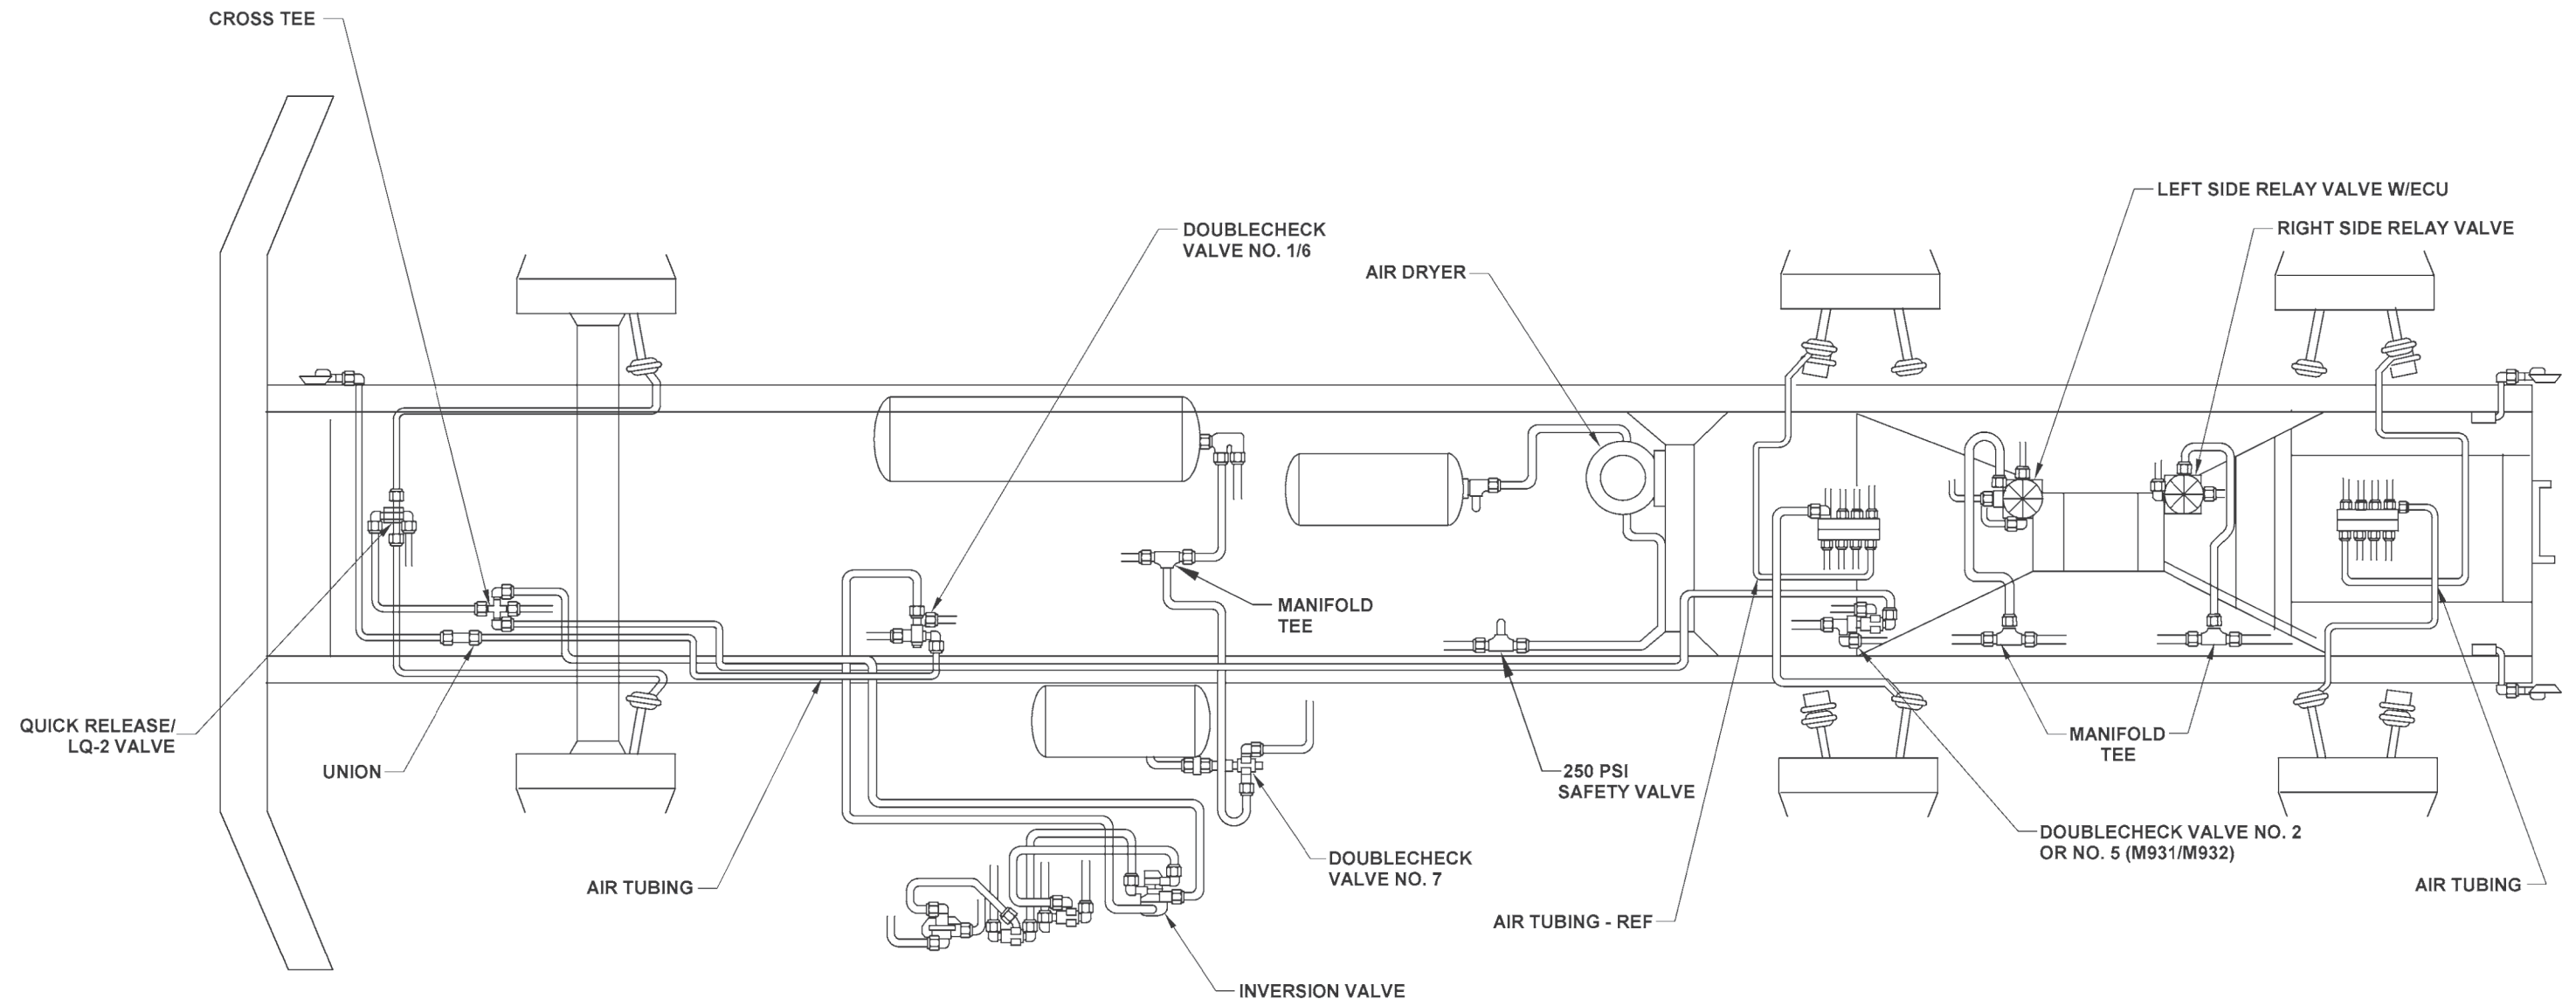 CROSS TEE
LEFT SIDE RELAY VALVE W/ECU
RIGHT SIDE RELAY VALVE
DOUBLECHECK
VALVE NO. 1/6
AIR DRYER
MANIFOLD
TEE
QUICK RELEASE/
LQ-2 VALVE
UNION
250 PSI
SAFETY VALVE
MANIFOLD
TEE
DOUBLECHECK VALVE NO. 2
OR NO. 5 (M931/M932)
DOUBLECHECK
VALVE NO. 7
AIR TUBING
AIR TUBING
AIR TUBING - REF
INVERSION VALVE